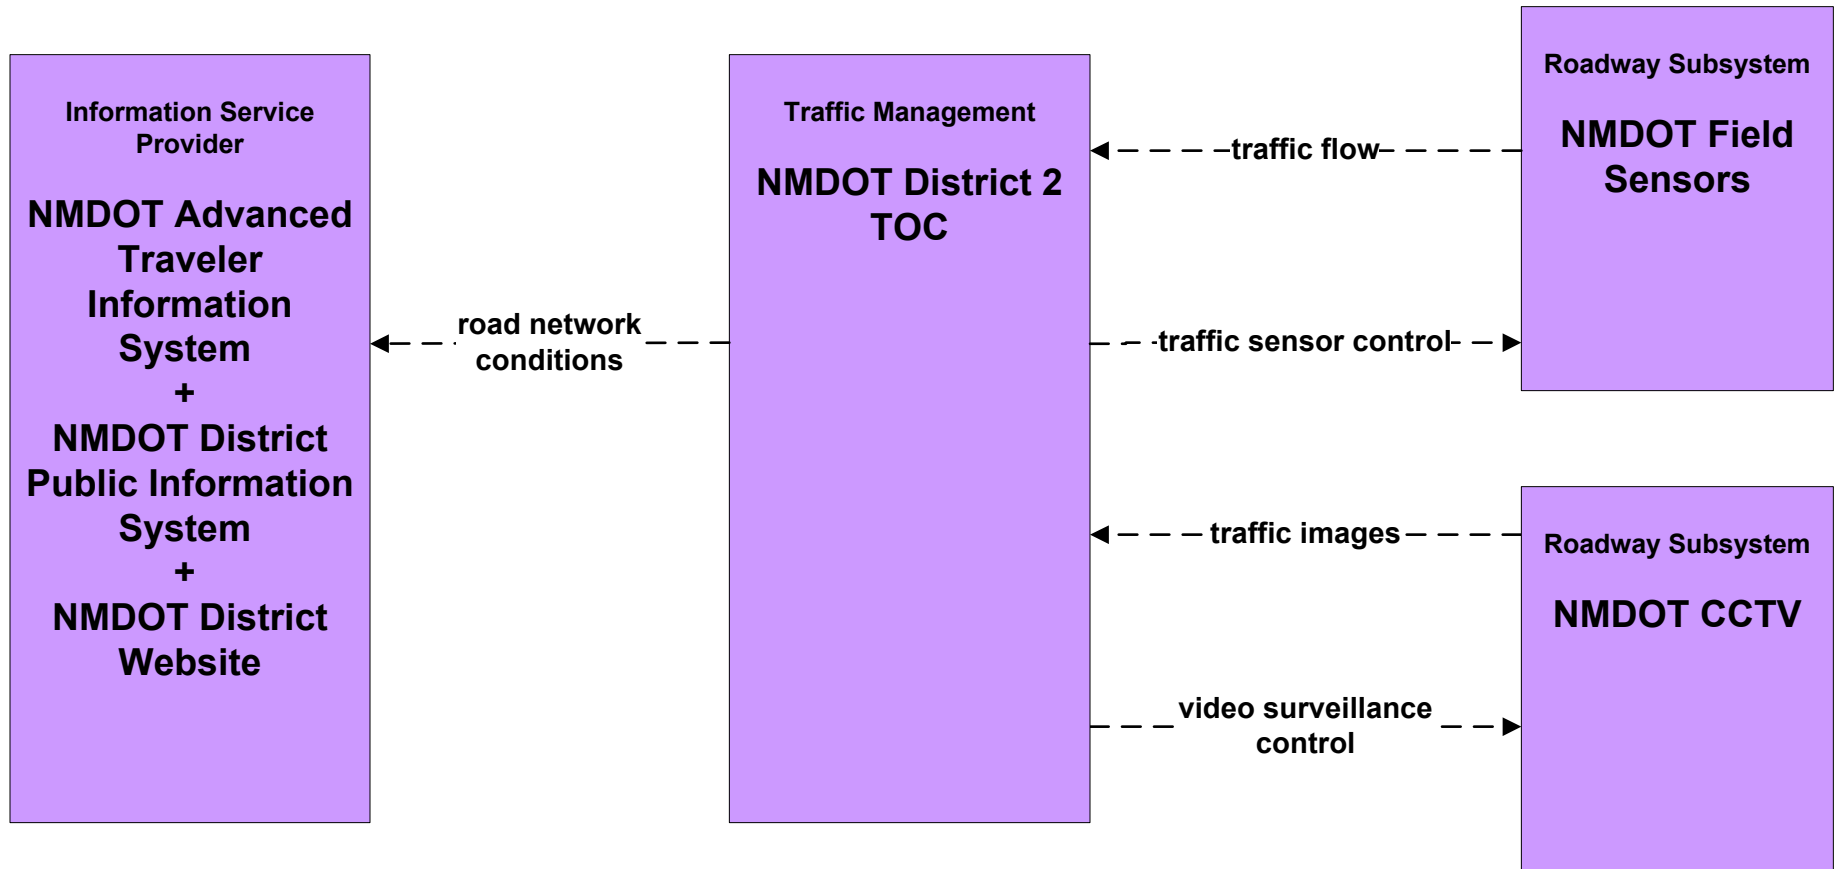 Information Service
Provider
NMDOT Advanced
Traveler
Information
System
+
NMDOT District
Public Information
System
+
NMDOT District
Website
road network
conditions
Traffic Management
NMDOT District 2
TOC
traffic flow
traffic sensor control
traffic images
video surveillance
control
Roadway Subsystem
NMDOT Field
Sensors
Roadway Subsystem
NMDOT CCTV